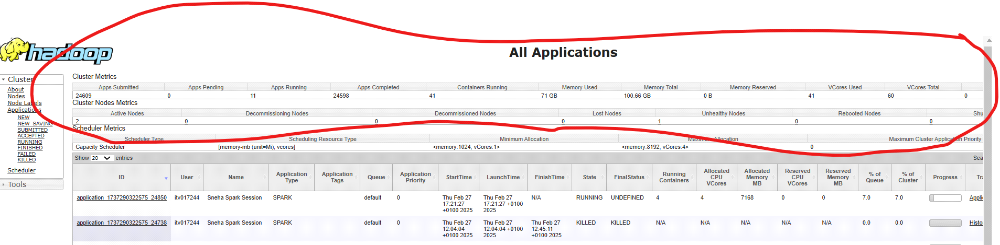 hadoop
All Applications
Cluster
About
Nodes
Node Labels
Applications
NEW
NEW_SAVING
SUBMITTED
ACCEPTED
RUNNING
FINISHED
FAILED
KILLED
Scheduler
Tools
Cluster Metrics
Apps Submitted Apps Pending Apps Running Apps Completed Containers Running Memory Used Memory Total Memory Reserved VCores Used VCores Total
24609 0 11 24598 41 71 GB 100.66 GB 0 B 41 60 0
Cluster Nodes Metrics
Active Nodes Decommissioning Nodes Decommissioned Nodes Lost Nodes Unhealthy Nodes Rebooted Nodes Shu
2 0 0 0 1 0 0
Scheduler Metrics
Scheduler Type Scheduling Resource Type Minimum Allocation Maximum Allocation Maximum Cluster Application Priority
Capacity Scheduler [memory-mb (unit=Mi), vcores] <memory:1024, vCores:1> <memory:8192, vCores:4> 0
Show 20 entries Sea
ID User Name Application Type Application Tags Queue Application Priority StartTime LaunchTime FinishTime State FinalStatus Running Containers Allocated CPU VCores Allocated Memory MB Reserved CPU VCores Reserved Memory MB % of Queue % of Cluster Progress Tra
application_1737290322575_24850 itv017244 Sneha Spark Session SPARK default 0 Thu Feb 27 17:21:27 +0100 2025 Thu Feb 27 17:21:27 +0100 2025 N/A RUNNING UNDEFINED 4 4 7168 0 0 7.0 7.0 Applic
application_1737290322575_24738 itv017244 Sneha Spark Session SPARK default 0 Thu Feb 27 12:04:04 +0100 2025 Thu Feb 27 12:04:04 +0100 2025 Thu Feb 27 12:45:11 +0100 2025 KILLED KILLED N/A N/A N/A N/A N/A 0.0 0.0 Histo